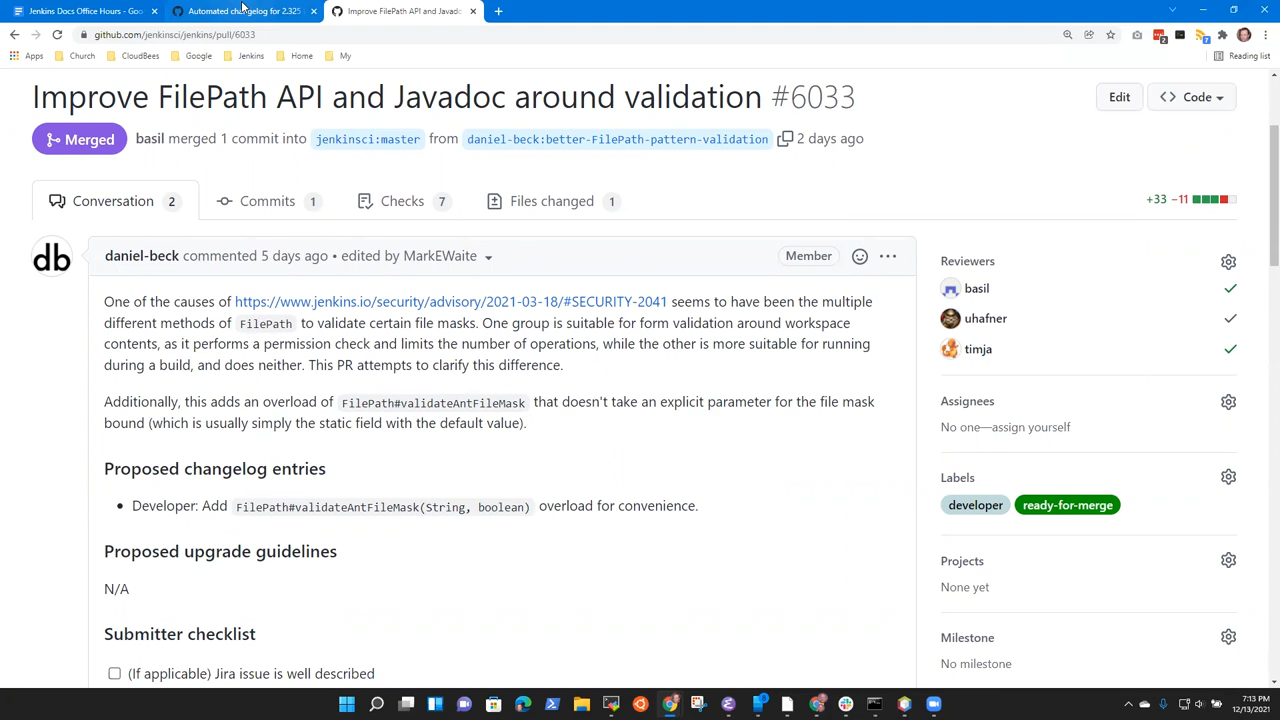 Jenkins Docs Office Hours - Goo
Automated changelog for 2.325
Improve FilePath API and Javadoc
github.com/jenkinsci/jenkins/pull/6033
Apps
Church
CloudBees
Google
Jenkins
Home
My
Reading list
Improve FilePath API and Javadoc around validation #6033
Edit
Code
Merged
basil merged 1 commit into jenkinsci:master from daniel-beck:better-FilePath-pattern-validation 2 days ago
Conversation 2
Commits 1
Checks 7
Files changed 1
+33 −11
db
daniel-beck commented 5 days ago • edited by MarkEWaite
Member
One of the causes of https://www.jenkins.io/security/advisory/2021-03-18/#SECURITY-2041 seems to have been the multiple
different methods of FilePath to validate certain file masks. One group is suitable for form validation around workspace
contents, as it performs a permission check and limits the number of operations, while the other is more suitable for running
during a build, and does neither. This PR attempts to clarify this difference.
Additionally, this adds an overload of FilePath#validateAntFileMask that doesn't take an explicit parameter for the file mask
bound (which is usually simply the static field with the default value).
Proposed changelog entries
• Developer: Add FilePath#validateAntFileMask(String, boolean) overload for convenience.
Proposed upgrade guidelines
N/A
Submitter checklist
(If applicable) Jira issue is well described
Reviewers
basil
uhafner
timja
Assignees
No one—assign yourself
Labels
developer
ready-for-merge
Projects
None yet
Milestone
No milestone
7:13 PM
12/13/2021